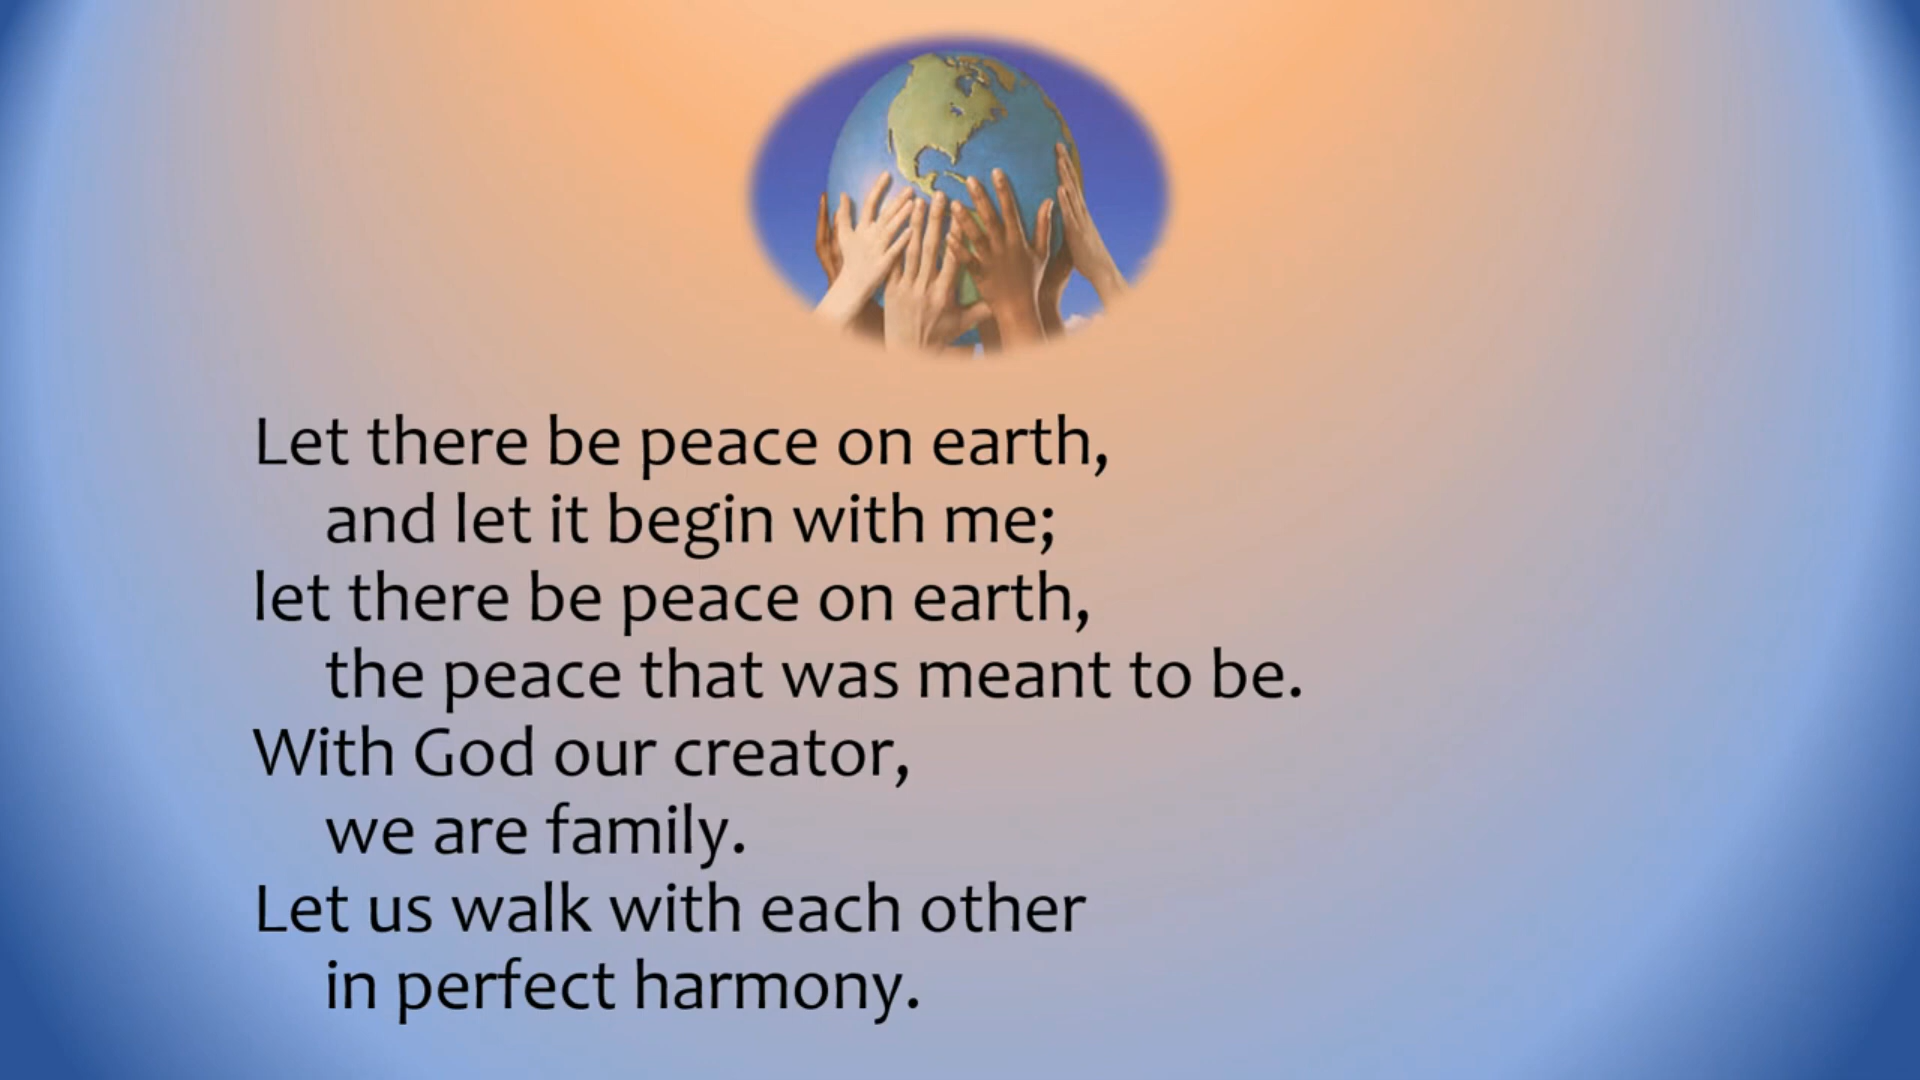 Let there be peace on earth,
and let it begin with me;
let there be peace on earth,
the peace that was meant to be.
With God our creator,
we are family.
Let us walk with each other
in perfect harmony.